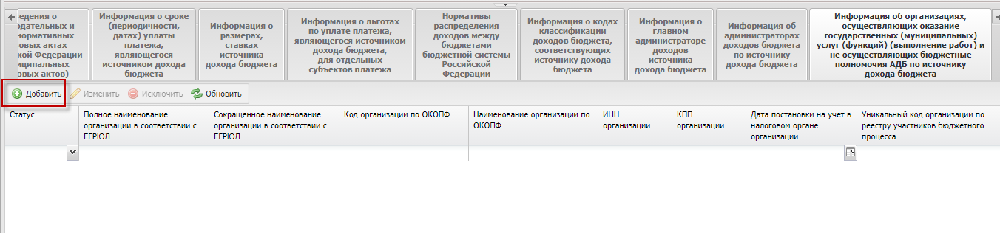 едения о
одательных и
нормативных
овых актах
кой Федерации
иципальных
овых актов)
Информация о сроке
(периодичности,
датах) уплаты
платежа,
являющегося
источником дохода
бюджета
Информация о
размерах,
ставках
источника
дохода бюджета
Информация о льготах
по уплате платежа,
являющегося источником
дохода бюджета,
для отдельных
субъектов платежа
Нормативы
распределения
доходов между
бюджетами
бюджетной системы
Российской
Федерации
Информация о кодах
классификации
доходов бюджета,
соответствующих
источнику дохода
бюджета
Информация о
главном
администраторе
доходов
источника
дохода бюджета
Информация об
администраторах
доходов бюджета
по источнику
дохода бюджета
Информация об организациях,
осуществляющих оказание
государственных (муниципальных)
услуг (функций) (выполнение работ) и
не осуществляющих бюджетные
полномочия АДБ по источнику
дохода бюджета
Добавить Изменить Исключить Обновить
Статус
Полное наименование
организации в соответствии с
ЕГРЮЛ
Сокращенное наименование
организации в соответствии с
ЕГРЮЛ
Код организации по ОКОПФ
Наименование организации по
ОКОПФ
ИНН
организации
КПП
организации
Дата постановки на учет в
налоговом органе
организации
Уникальный код организации по
реестру участников бюджетного
процесса